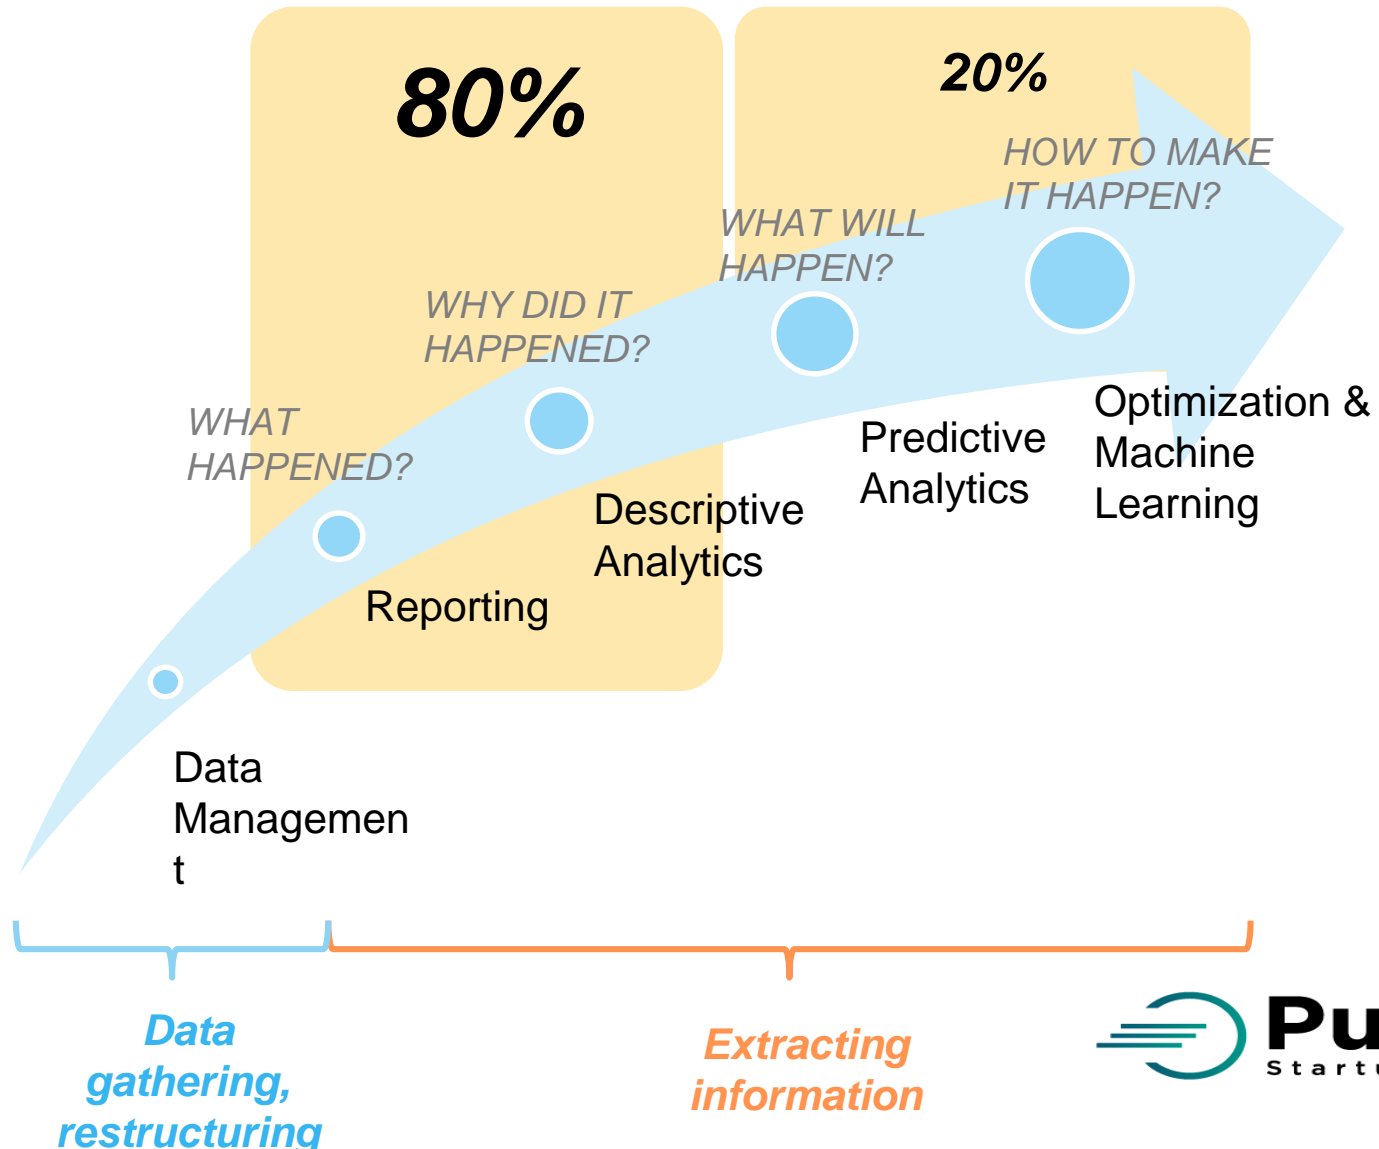 80%
20%
HOW TO MAKE
IT HAPPEN?
WHAT WILL
HAPPEN?
WHY DID IT
HAPPENED?
WHAT
HAPPENED?
Optimization &
Machine
Learning
Predictive
Analytics
Descriptive
Analytics
Reporting
Data
Managemen
t
Data
gathering,
restructuring
Extracting
information